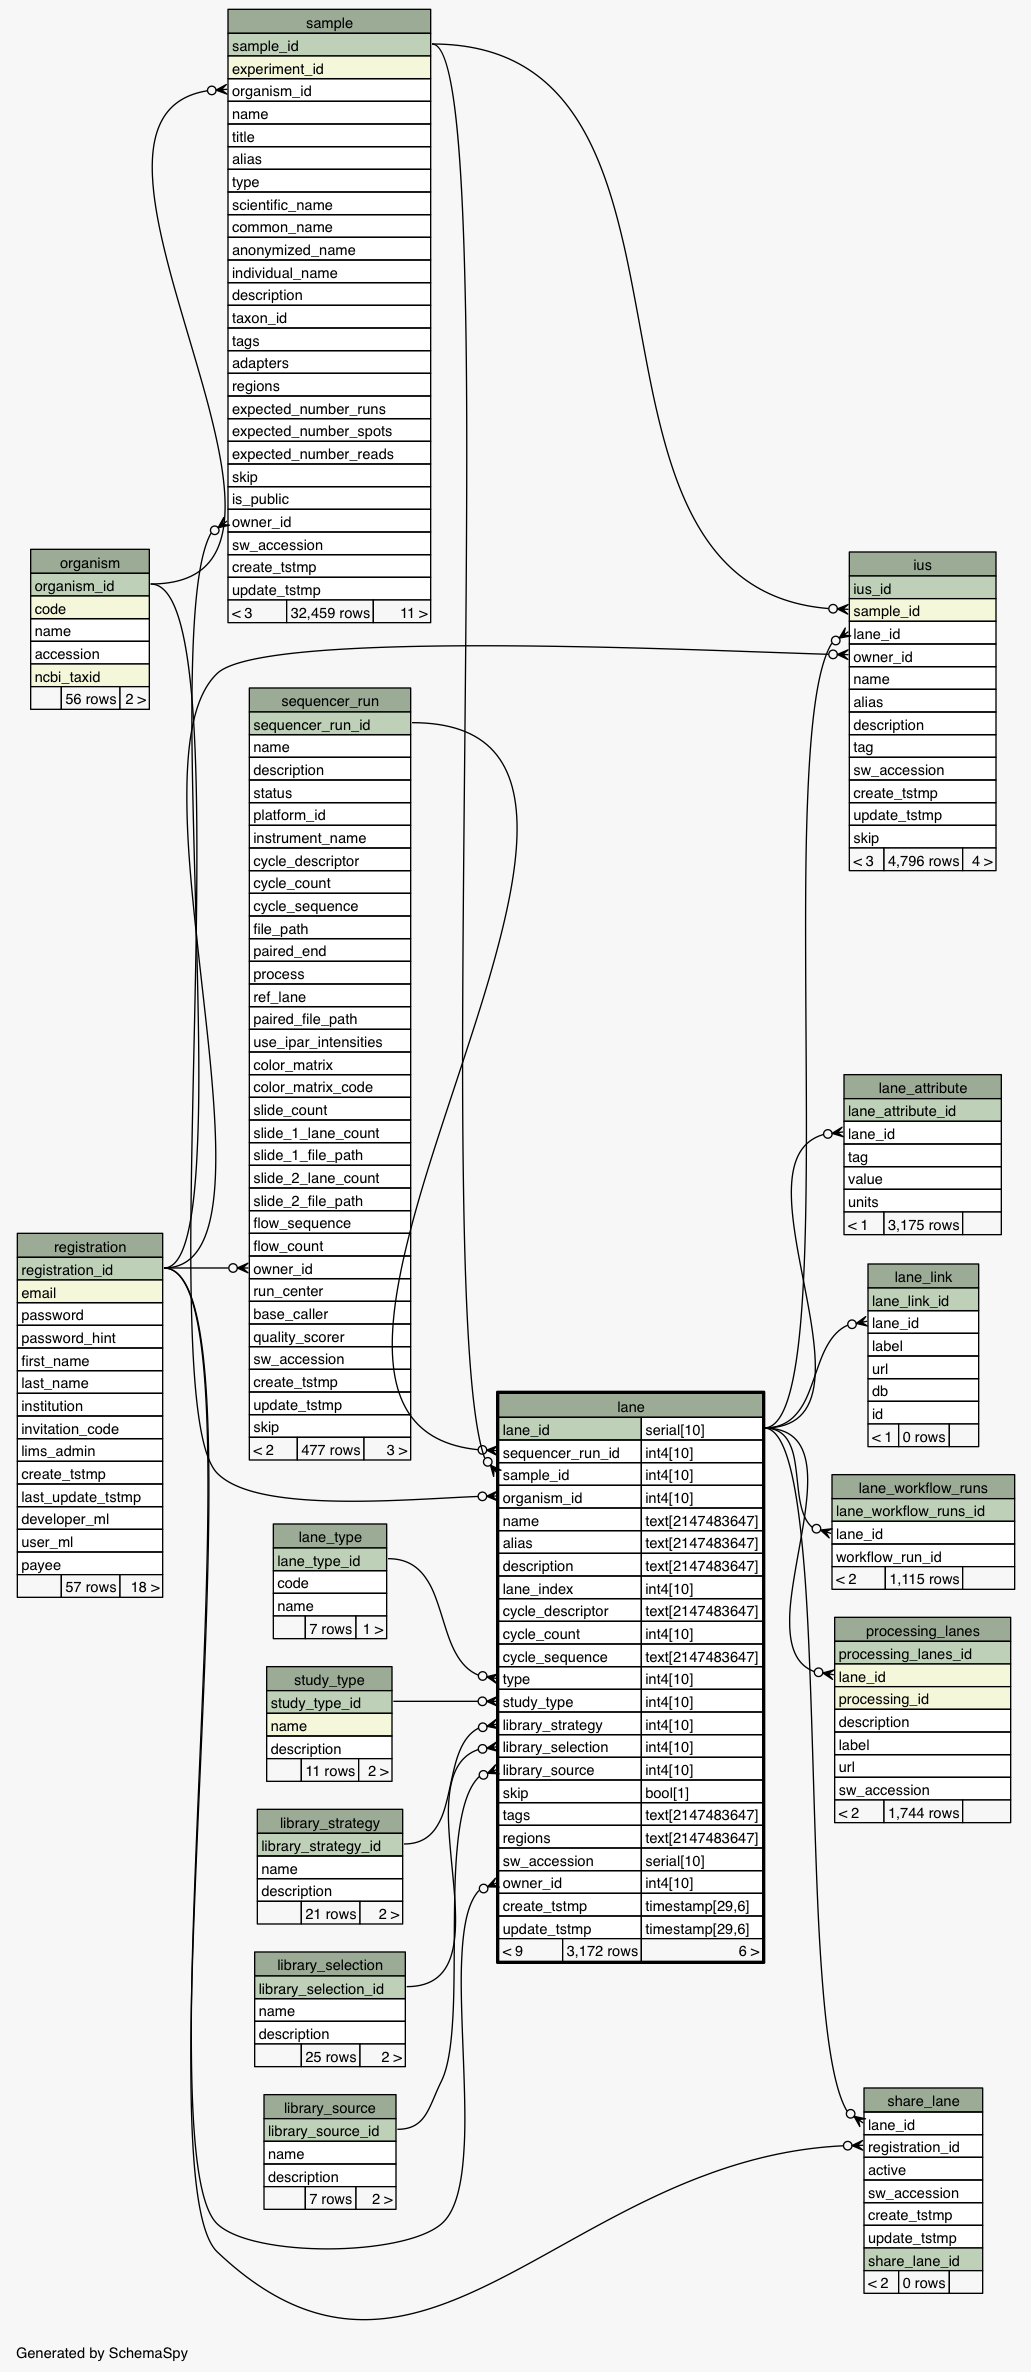 sample
sample_id
experiment_id
organism_id
name
title
alias
type
scientific_name
common_name
anonymized_name
individual_name
description
taxon_id
tags
adapters
regions
expected_number_runs
expected_number_spots
expected_number_reads
skip
is_public
owner_id
sw_accession
create_tstmp
update_tstmp
< 3 32,459 rows 11 >
organism
organism_id
code
name
accession
ncbi_taxid
56 rows 2 >
ius
ius_id
sample_id
lane_id
owner_id
name
alias
description
tag
sw_accession
create_tstmp
update_tstmp
skip
< 3 4,796 rows 4 >
sequencer_run
sequencer_run_id
name
description
status
platform_id
instrument_name
cycle_descriptor
cycle_count
cycle_sequence
file_path
paired_end
process
ref_lane
paired_file_path
use_ipar_intensities
color_matrix
color_matrix_code
slide_count
slide_1_lane_count
slide_1_file_path
slide_2_lane_count
slide_2_file_path
flow_sequence
flow_count
owner_id
run_center
base_caller
quality_scorer
sw_accession
create_tstmp
update_tstmp
skip
< 2 477 rows 3 >
lane_attribute
lane_attribute_id
lane_id
tag
value
units
< 1 3,175 rows
registration
registration_id
email
password
password_hint
first_name
last_name
institution
invitation_code
lims_admin
create_tstmp
last_update_tstmp
developer_ml
user_ml
payee
57 rows 18 >
lane_link
lane_link_id
lane_id
label
url
db
id
< 1 0 rows
lane
lane_id serial[10]
sequencer_run_id int4[10]
sample_id int4[10]
organism_id int4[10]
name text[2147483647]
alias text[2147483647]
description text[2147483647]
lane_index int4[10]
cycle_descriptor text[2147483647]
cycle_count int4[10]
cycle_sequence text[2147483647]
type int4[10]
study_type int4[10]
library_strategy int4[10]
library_selection int4[10]
library_source int4[10]
skip bool[1]
tags text[2147483647]
regions text[2147483647]
sw_accession serial[10]
owner_id int4[10]
create_tstmp timestamp[29,6]
update_tstmp timestamp[29,6]
< 9 3,172 rows 6 >
lane_workflow_runs
lane_workflow_runs_id
lane_id
workflow_run_id
< 2 1,115 rows
lane_type
lane_type_id
code
name
7 rows 1 >
processing_lanes
processing_lanes_id
lane_id
processing_id
description
label
url
sw_accession
< 2 1,744 rows
study_type
study_type_id
name
description
11 rows 2 >
library_strategy
library_strategy_id
name
description
21 rows 2 >
library_selection
library_selection_id
name
description
25 rows 2 >
library_source
library_source_id
name
description
7 rows 2 >
share_lane
lane_id
registration_id
active
sw_accession
create_tstmp
update_tstmp
share_lane_id
< 2 0 rows
Generated by SchemaSpy